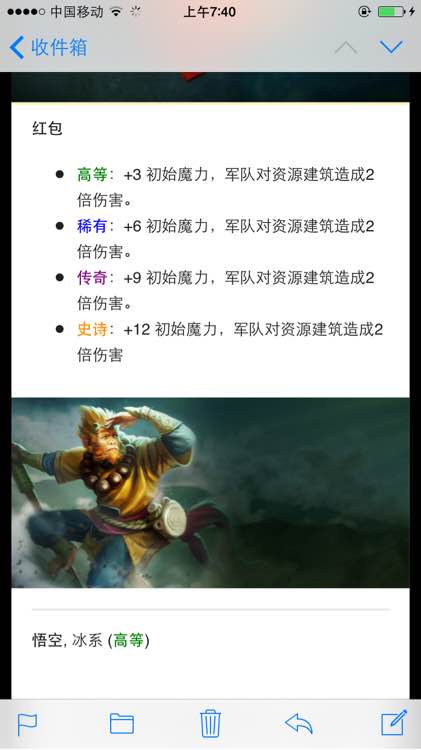 中国移动
上午7:40
收件箱
红包
高等：+3 初始魔力，军队对资源建筑造成2
倍伤害。
稀有：+6 初始魔力，军队对资源建筑造成2
倍伤害。
传奇：+9 初始魔力，军队对资源建筑造成2
倍伤害。
史诗：+12 初始魔力，军队对资源建筑造成2
倍伤害
悟空, 冰系 (高等)